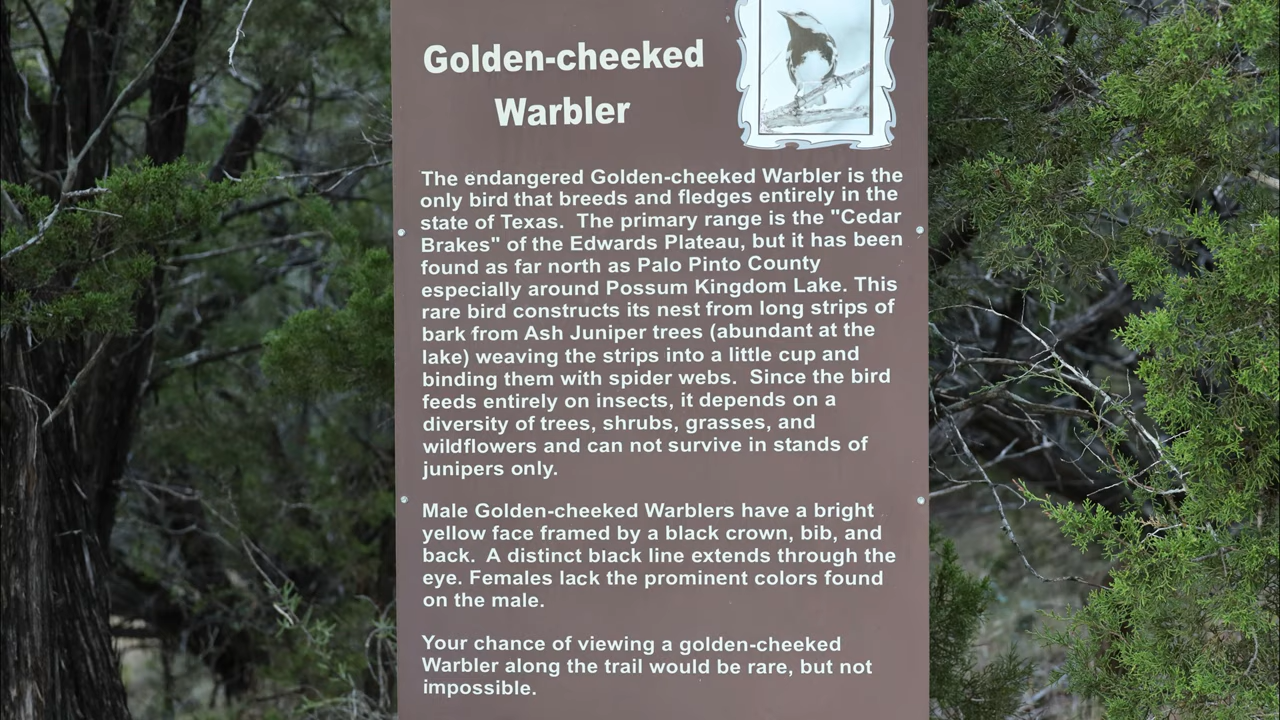 Golden-cheeked
Warbler
The endangered Golden-cheeked Warbler is the
only bird that breeds and fledges entirely in the
state of Texas.  The primary range is the "Cedar
Brakes" of the Edwards Plateau, but it has been
found as far north as Palo Pinto County
especially around Possum Kingdom Lake. This
rare bird constructs its nest from long strips of
bark from Ash Juniper trees (abundant at the
lake) weaving the strips into a little cup and
binding them with spider webs.  Since the bird
feeds entirely on insects, it depends on a
diversity of trees, shrubs, grasses, and
wildflowers and can not survive in stands of
junipers only.
Male Golden-cheeked Warblers have a bright
yellow face framed by a black crown, bib, and
back.  A distinct black line extends through the
eye. Females lack the prominent colors found
on the male.
Your chance of viewing a golden-cheeked
Warbler along the trail would be rare, but not
impossible.